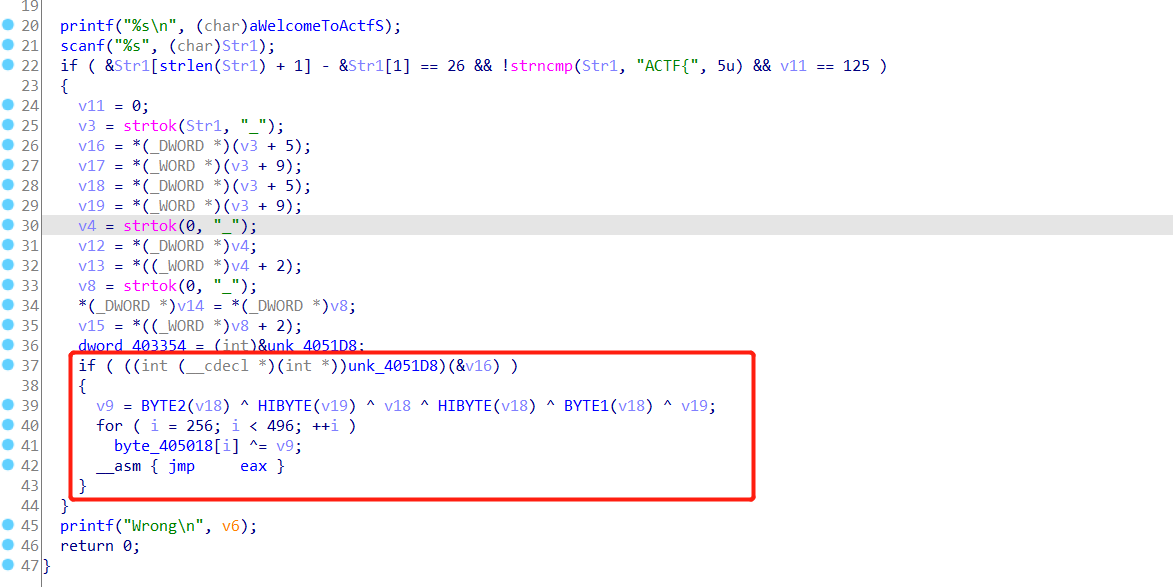 19
20 printf("%s\n", (char)aWelcomeToActfS);
21 scanf("%s", (char)Str1);
22 if ( &Str1[strlen(Str1) + 1] - &Str1[1] == 26 && !strncmp(Str1, "ACTF{", 5u) && v11 == 125 )
23 {
24 v11 = 0;
25 v3 = strtok(Str1, "_");
26 v16 = *(_DWORD *)(v3 + 5);
27 v17 = *(_WORD *)(v3 + 9);
28 v18 = *(_DWORD *)(v3 + 5);
29 v19 = *(_WORD *)(v3 + 9);
30 v4 = strtok(0, "_");
31 v12 = *(_DWORD *)v4;
32 v13 = *((_WORD *)v4 + 2);
33 v8 = strtok(0, "_");
34 *(_DWORD *)v14 = *(_DWORD *)v8;
35 v15 = *((_WORD *)v8 + 2);
36 dword_403354 = (int)&unk_4051D8;
37 if ( ((int (__cdecl *)(int *))unk_4051D8)(&v16) )
38 {
39 v9 = BYTE2(v18) ^ HIBYTE(v19) ^ v18 ^ HIBYTE(v18) ^ BYTE1(v18) ^ v19;
40 for ( i = 256; i < 496; ++i )
41 byte_405018[i] ^= v9;
42 __asm { jmp     eax }
43 }
44 }
45 printf("Wrong\n", v6);
46 return 0;
47 }